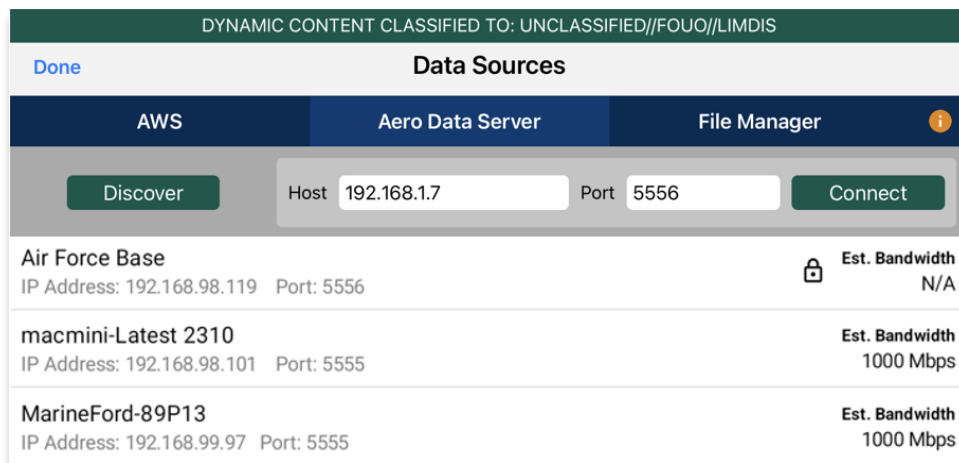 DYNAMIC CONTENT CLASSIFIED TO: UNCLASSIFIED//FOUO//LIMDIS
Done Data Sources
AWS Aero Data Server File Manager i
Discover Host 192.168.1.7 Port 5556 Connect
Air Force Base Est. Bandwidth
IP Address: 192.168.98.119 Port: 5556 N/A
macmini-Latest 2310 Est. Bandwidth
IP Address: 192.168.98.101 Port: 5555 1000 Mbps
MarineFord-89P13 Est. Bandwidth
IP Address: 192.168.99.97 Port: 5555 1000 Mbps